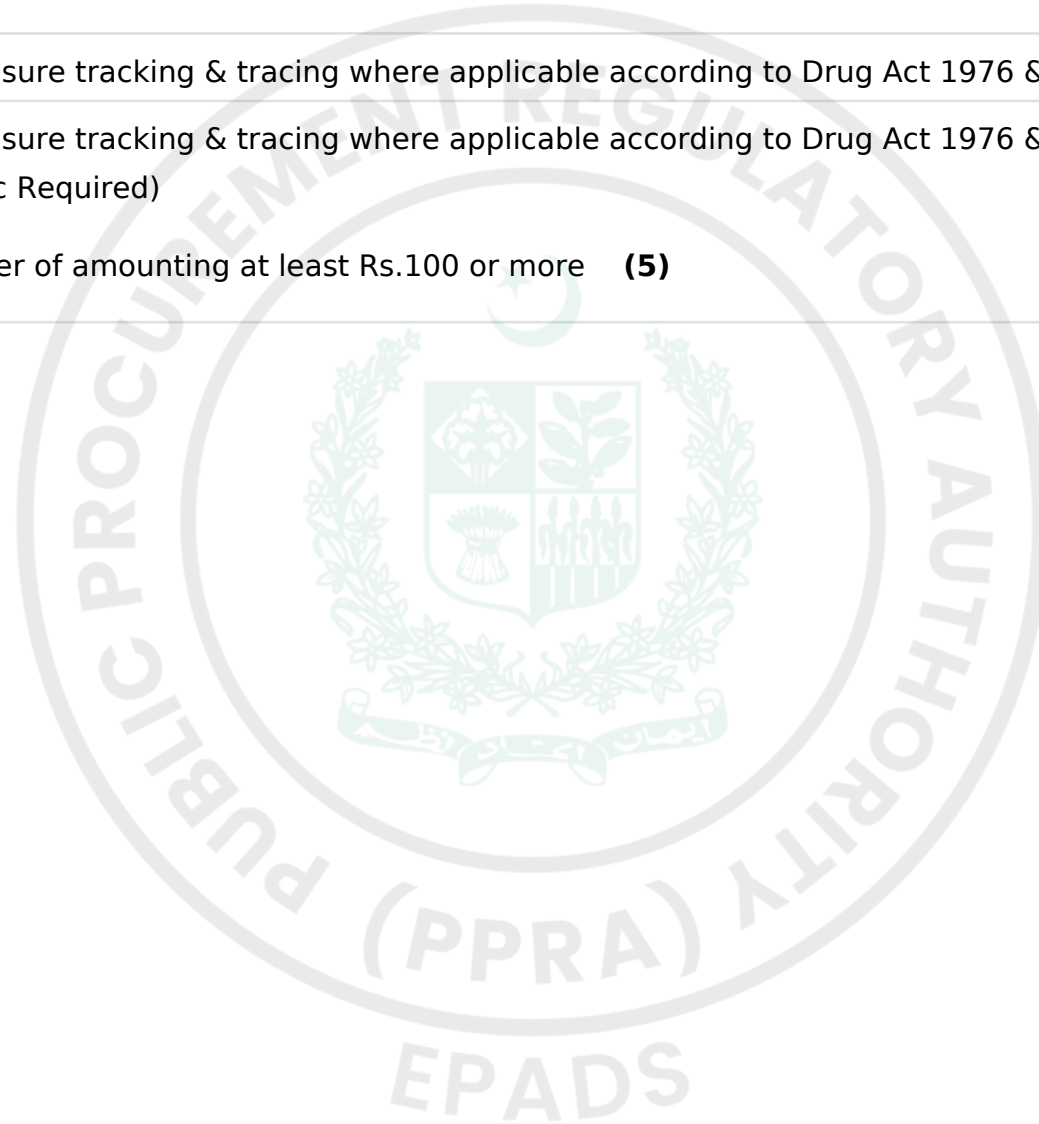 sure tracking & tracing where applicable according to Drug Act 1976 &
sure tracking & tracing where applicable according to Drug Act 1976 &
c Required)
er of amounting at least Rs.100 or more (5)
PUBLIC PROCUREMENT REGULATORY AUTHORITY
(PPRA)
EPADS